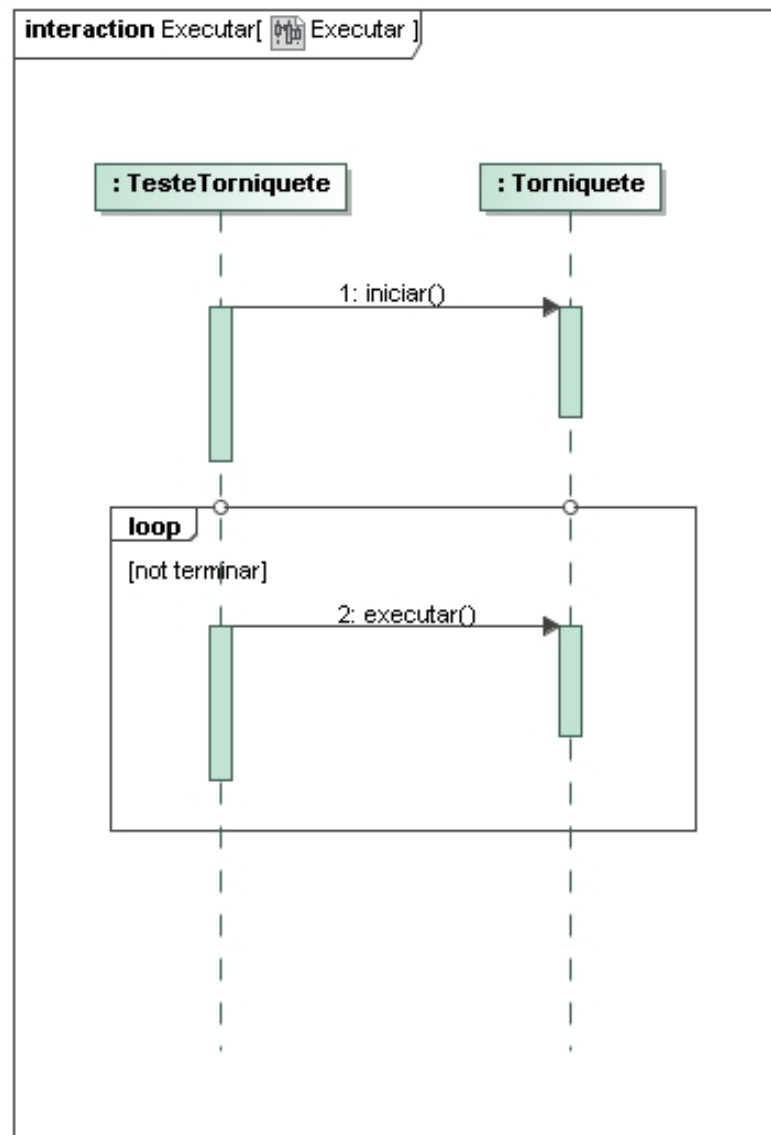 interaction Executar[ Executar ]
: TesteTorniquete
: Torniquete
1: iniciar()
loop
[not terminar]
2: executar()